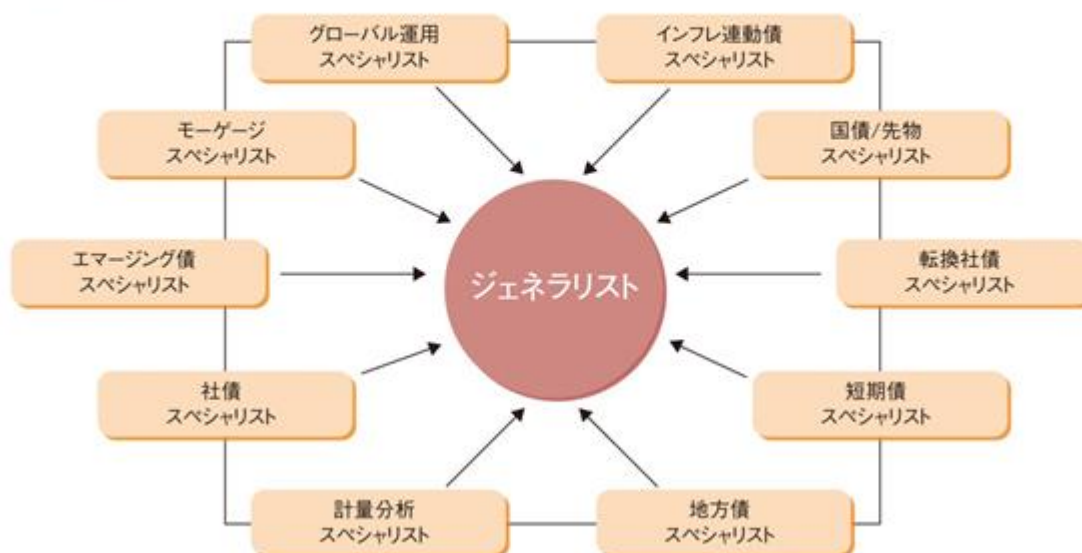 グローバル運用
スペシャリスト
インフレ連動債
スペシャリスト
モーゲージ
スペシャリスト
国債/先物
スペシャリスト
エマージング債
スペシャリスト
ジェネラリスト
転換社債
スペシャリスト
社債
スペシャリスト
短期債
スペシャリスト
計量分析
スペシャリスト
地方債
スペシャリスト